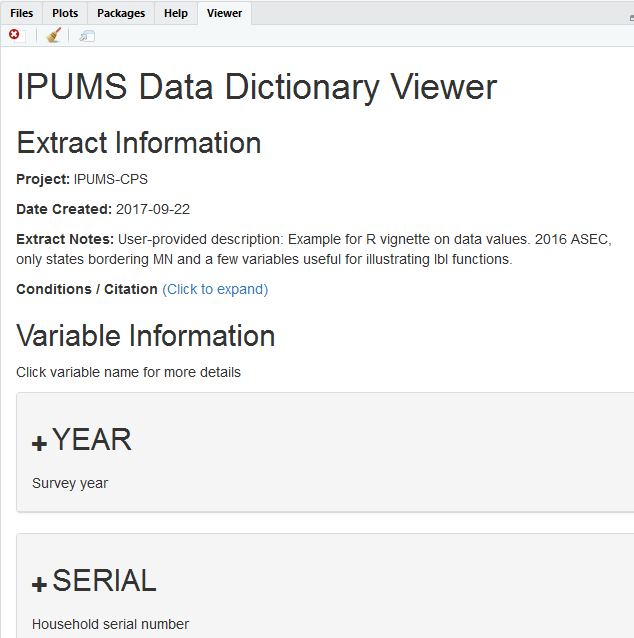 Files Plots Packages Help Viewer
IPUMS Data Dictionary Viewer
Extract Information
Project: IPUMS-CPS
Date Created: 2017-09-22
Extract Notes: User-provided description: Example for R vignette on data values. 2016 ASEC,
only states bordering MN and a few variables useful for illustrating lbl functions.
Conditions / Citation (Click to expand)
Variable Information
Click variable name for more details
+ YEAR
Survey year
+ SERIAL
Household serial number